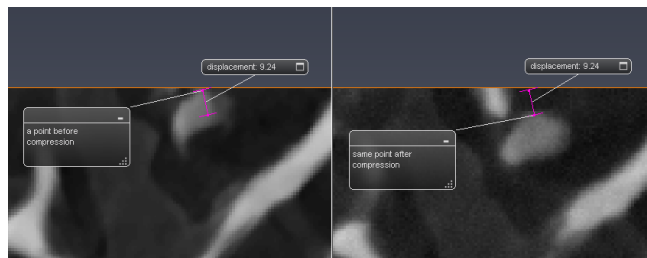 displacement: 9.24
a point before
compression
displacement: 9.24
same point after
compression